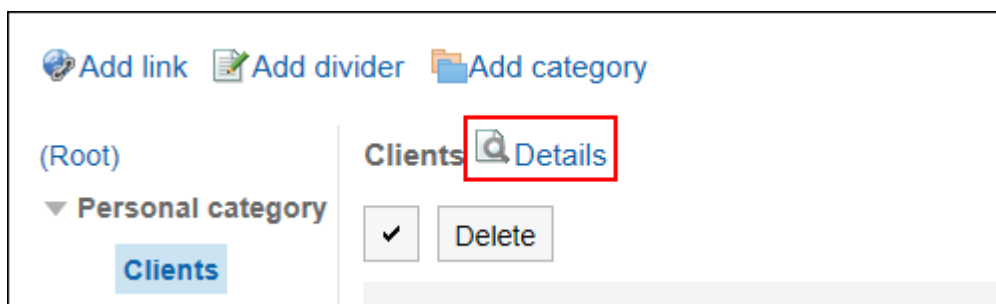 Add link Add divider Add category
(Root)
Personal category
Clients
Clients Details
Delete